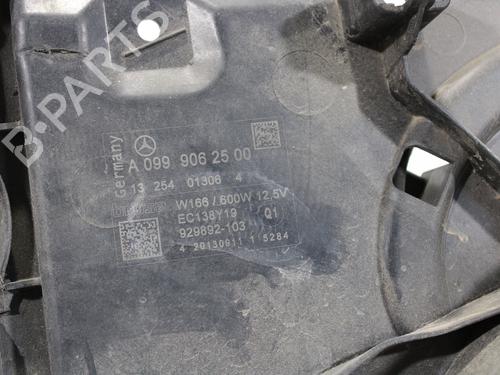 B-PARTS
Germany
A 099 906 25 00
13 254 01306 4
W166 / 600W 12,5V
EC138Y19 Q1
929892-103
4 20130911 1 5284